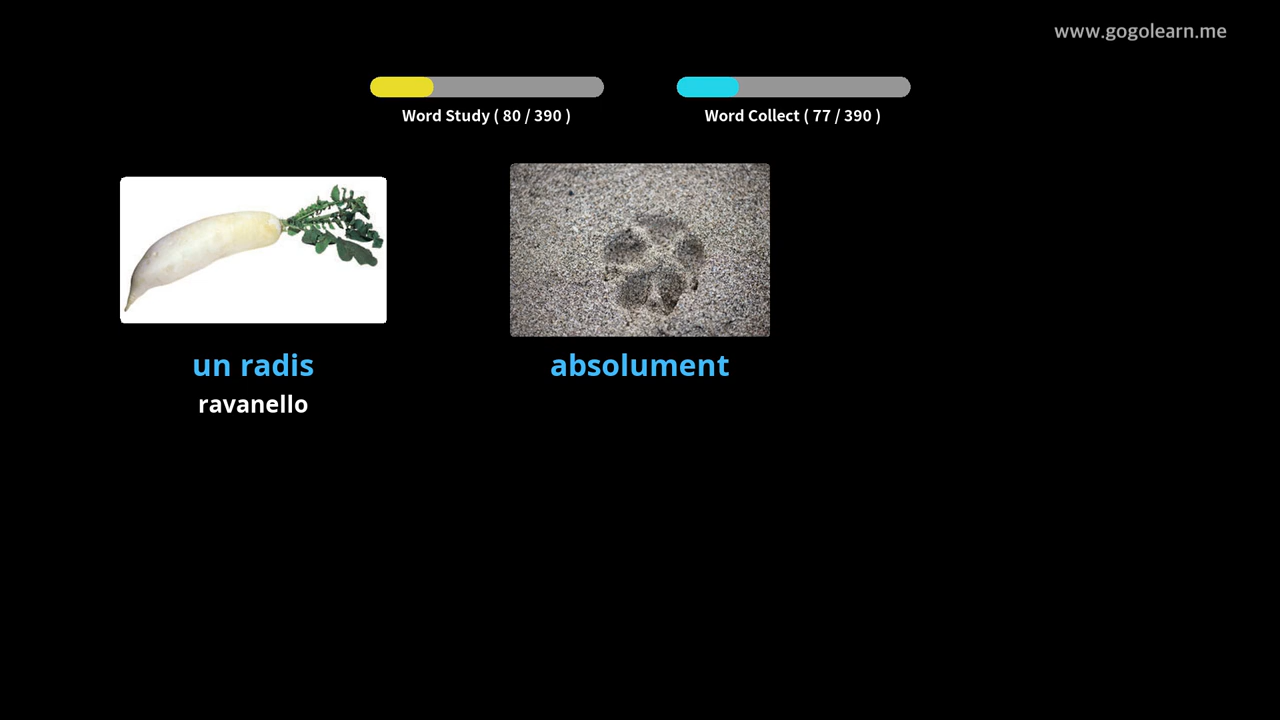 www.gogolearn.me
Word Study ( 80 / 390 )
Word Collect ( 77 / 390 )
un radis
ravanello
absolument